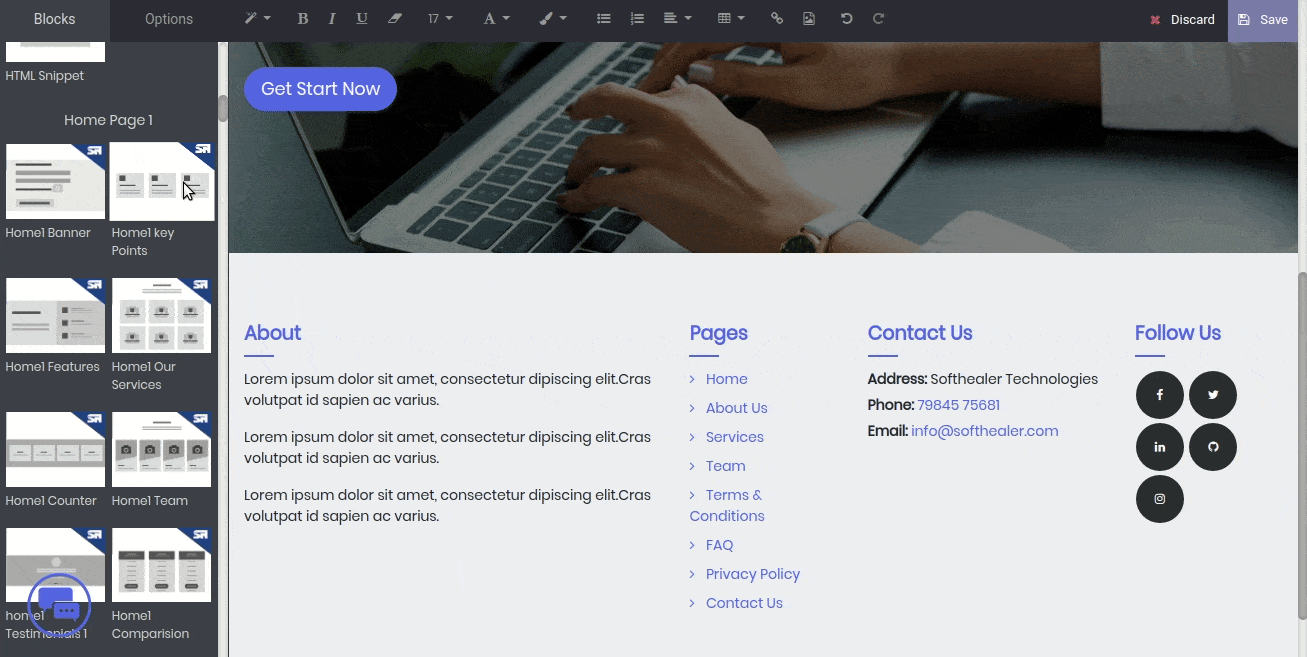 Blocks
Options
B I U 17 A
Discard
Save
HTML Snippet
Home Page 1
Home1 Banner
Home1 key
Points
Home1 Features
Home1 Our
Services
Home1 Counter
Home1 Team
home1
Testimonials 1
Home1
Comparision
Get Start Now
About
Lorem ipsum dolor sit amet, consectetur dipiscing elit.Cras
volutpat id sapien ac varius.
Lorem ipsum dolor sit amet, consectetur dipiscing elit.Cras
volutpat id sapien ac varius.
Lorem ipsum dolor sit amet, consectetur dipiscing elit.Cras
volutpat id sapien ac varius.
Pages
Home
About Us
Services
Team
Terms &
Conditions
FAQ
Privacy Policy
Contact Us
Contact Us
Address: Softhealer Technologies
Phone: 79845 75681
Email: info@softhealer.com
Follow Us